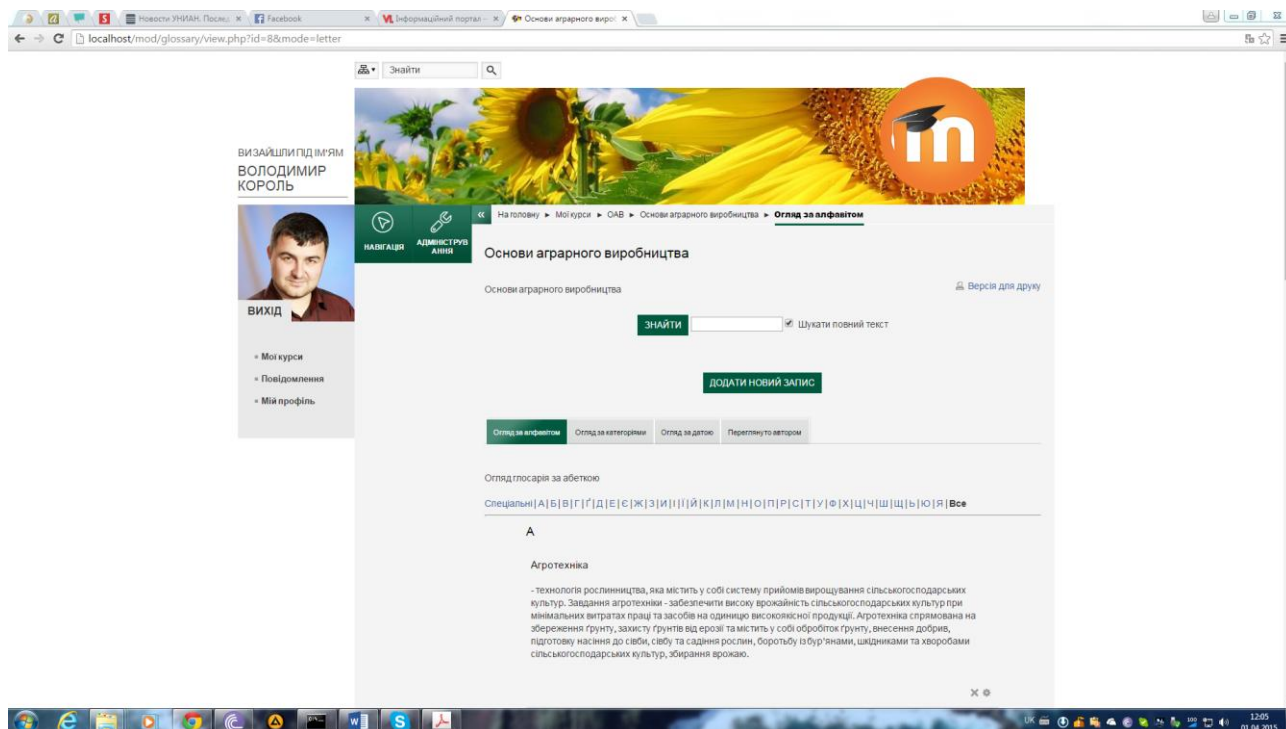 Новости УНИАН. Послед
Facebook
Інформаційний портал -
Основи аграрного вироб
localhost/mod/glossary/view.php?id=8&mode=letter
Знайти
m
ВИ ЗАЙШЛИ ПІД ІМ'ЯМ
ВОЛОДИМИР
КОРОЛЬ
ВИХІД
Мої курси
Повідомлення
Мій профіль
НАВІГАЦІЯ
АДМІНІСТРУВ
АННЯ
« На головну ► Мої курси ► ОАВ ► Основи аграрного виробництва ► Огляд за алфавітом
Основи аграрного виробництва
Основи аграрного виробництва
Версія для друку
ЗНАЙТИ
Шукати повний текст
ДОДАТИ НОВИЙ ЗАПИС
Огляд за алфавітом
Огляд за категоріями
Огляд за датою
Переглянуто автором
Огляд глосарія за абеткою
Спеціальні | А | Б | В | Г | Ґ | Д | Е | Є | Ж | З | И | І | Ї | Й | К | Л | М | Н | О | П | Р | С | Т | У | Ф | Х | Ц | Ч | Ш | Щ | Ь | Ю | Я | Все
А
Агротехніка
- технологія рослинництва, яка містить у собі систему прийомів вирощування сільськогосподарських
культур. Завдання агротехніки - забезпечити високу врожайність сільськогосподарських культур при
мінімальних витратах праці та засобів на одиницю високоякісної продукції. Агротехніка спрямована на
збереження ґрунту, захисту ґрунтів від ерозії та містить у собі обробіток ґрунту, внесення добрив,
підготовку насіння до сівби, сівбу та садіння рослин, боротьбу із бур'янами, шкідниками та хворобами
сільськогосподарських культур, збирання врожаю.
UK
12:05
01.04.2015